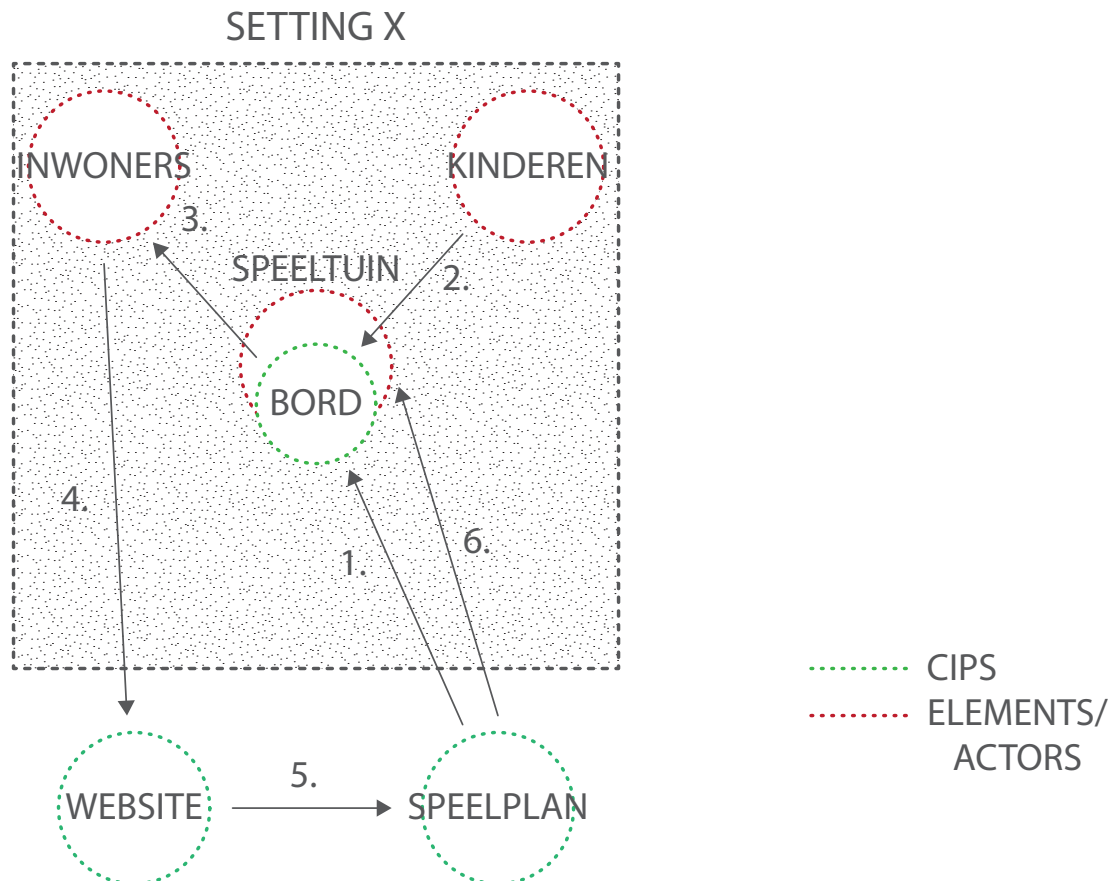 SETTING X
INWONERS
KINDEREN
3.
SPEELTUIN
2.
BORD
4.
6.
1.
CIPS
ELEMENTS/
ACTORS
5.
WEBSITE
SPEELPLAN